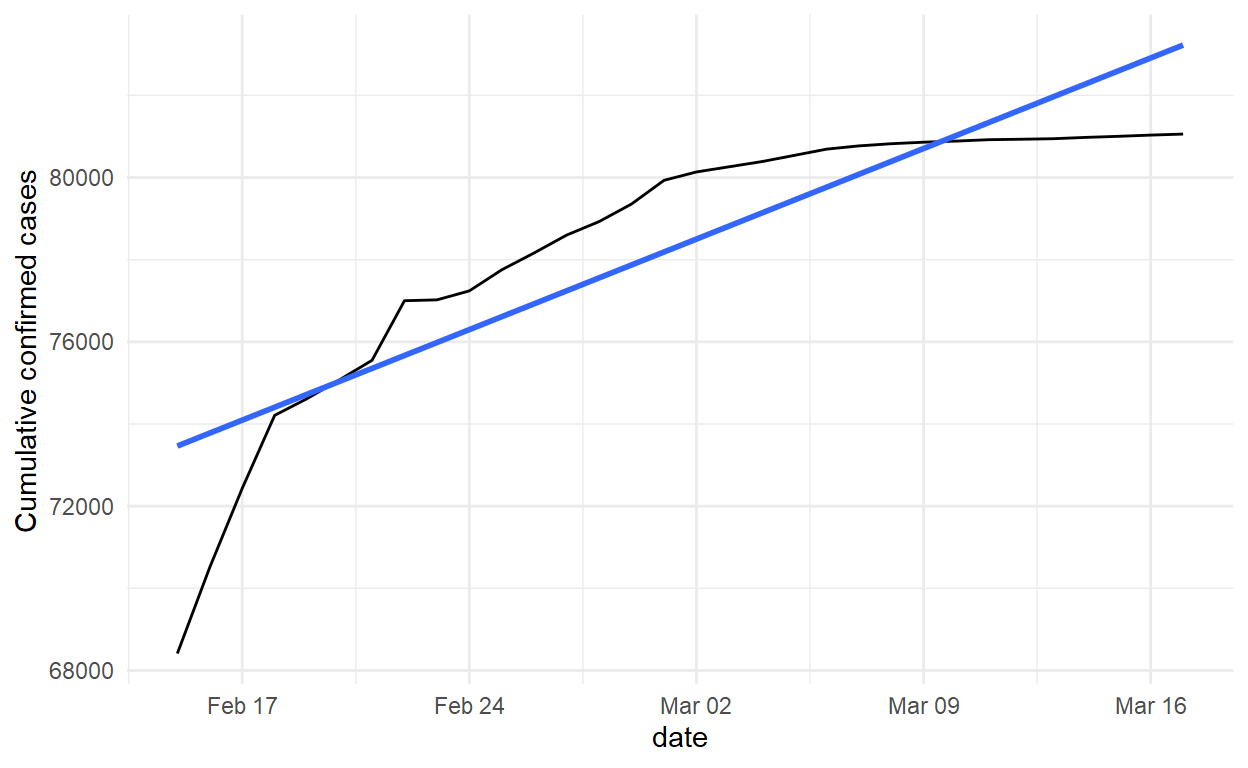 Cumulative confirmed cases
80000
76000
72000
68000
Feb 17 Feb 24 Mar 02 Mar 09 Mar 16
date